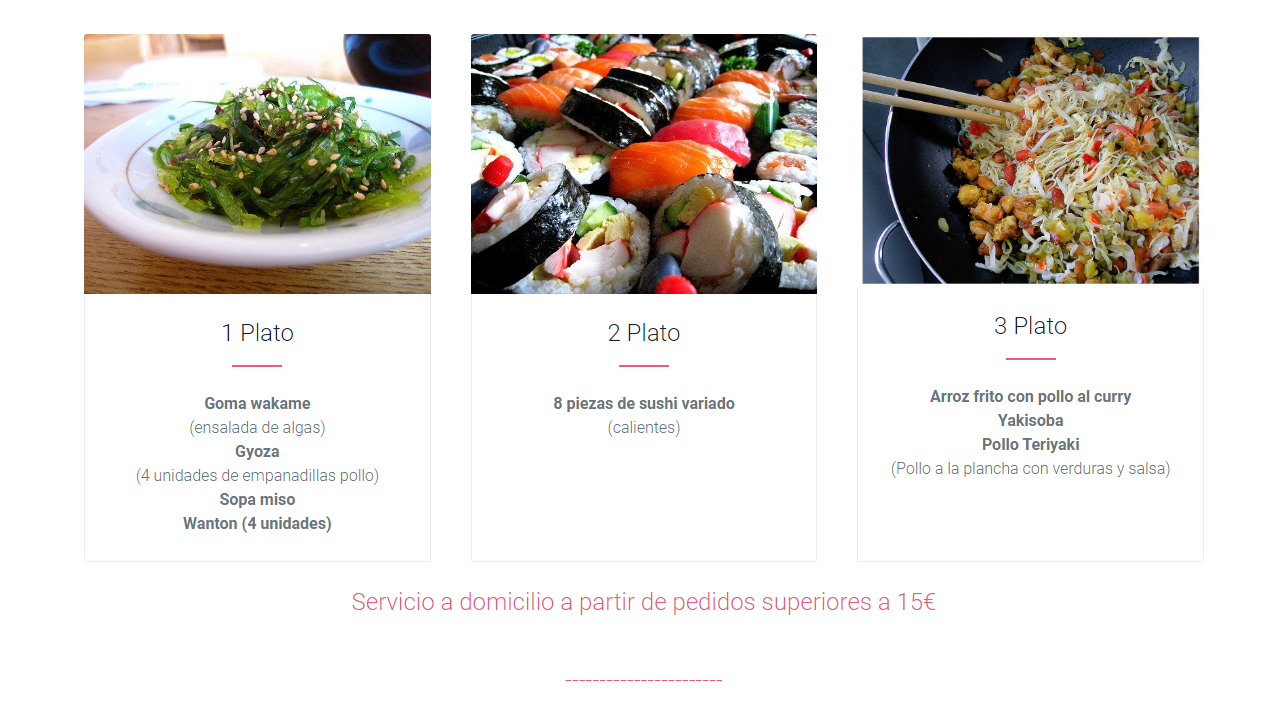 1 Plato
Goma wakame
(ensalada de algas)
Gyoza
(4 unidades de empanadillas pollo)
Sopa miso
Wanton (4 unidades)
2 Plato
8 piezas de sushi variado
(calientes)
3 Plato
Arroz frito con pollo al curry
Yakisoba
Pollo Teriyaki
(Pollo a la plancha con verduras y salsa)
Servicio a domicilio a partir de pedidos superiores a 15€
_______________________